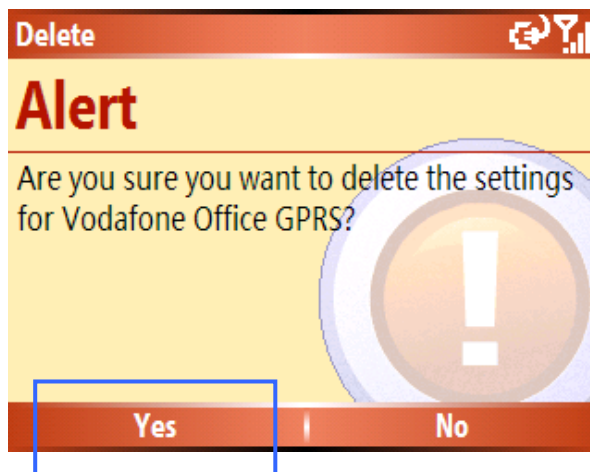 Delete
Alert
Are you sure you want to delete the settings
for Vodafone Office GPRS?
Yes
No